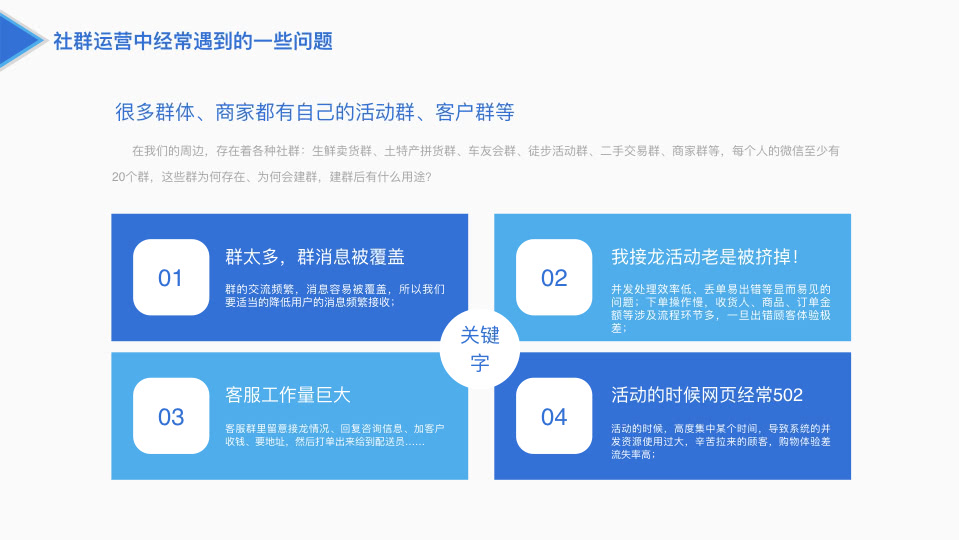 社群运营中经常遇到的一些问题
很多群体、商家都有自己的活动群、客户群等
在我们的周边，存在着各种社群：生鲜卖货群、土特产拼货群、车友会群、徒步活动群、二手交易群、商家群等，每个人的微信至少有
20个群，这些群为何存在、为何会建群，建群后有什么用途？
01
群太多，群消息被覆盖
群的交流频繁，消息容易被覆盖，所以我们
要适当的降低用户的消息频繁接收；
02
我接龙活动老是被挤掉！
并发处理效率低、丢单易出错等显而易见的
问题；下单操作慢，收货人、商品、订单金
额等涉及流程环节多，一旦出错顾客体验极
差；
关键
字
03
客服工作量巨大
客服群里留意接龙情况、回复咨询信息、加客户
收钱、要地址，然后打单出来给到配送员......
04
活动的时候网页经常502
活动的时候，高度集中某个时间，导致系统的并
发资源使用过大，辛苦拉来的顾客，购物体验差
流失率高；